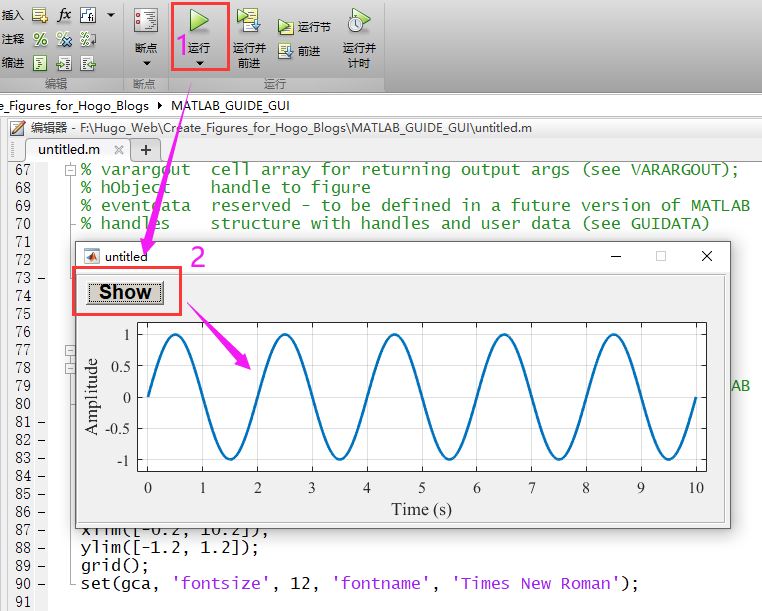 插入 fx
注释
缩进
编辑
断点
断点
1
运行
运行并
前进
运行节
前进
运行并
计时
运行
e_Figures_for_Hogo_Blogs MATLAB_GUIDE_GUI
编辑器 - F:\Hugo_Web\Create_Figures_for_Hogo_Blogs\MATLAB_GUIDE_GUI\untitled.m
untitled.m
67 % varargout cell array for returning output args (see VARARGOUT);
68 % hObject handle to figure
69 % eventdata reserved - to be defined in a future version of MATLAB
70 % handles structure with handles and user data (see GUIDATA)
71
72
73 –
74
75
76
77
78
79 AB
80
81 –
82 –
83 –
84 –
85 –
86 –
87 – xlim([-0.2, 10.2]);
88 – ylim([-1.2, 1.2]);
89 – grid();
90 – set(gca, 'fontsize', 12, 'fontname', 'Times New Roman');
91
untitled
2
Show
Amplitude
1
0.5
0
-0.5
-1
0 1 2 3 4 5 6 7 8 9 10
Time (s)